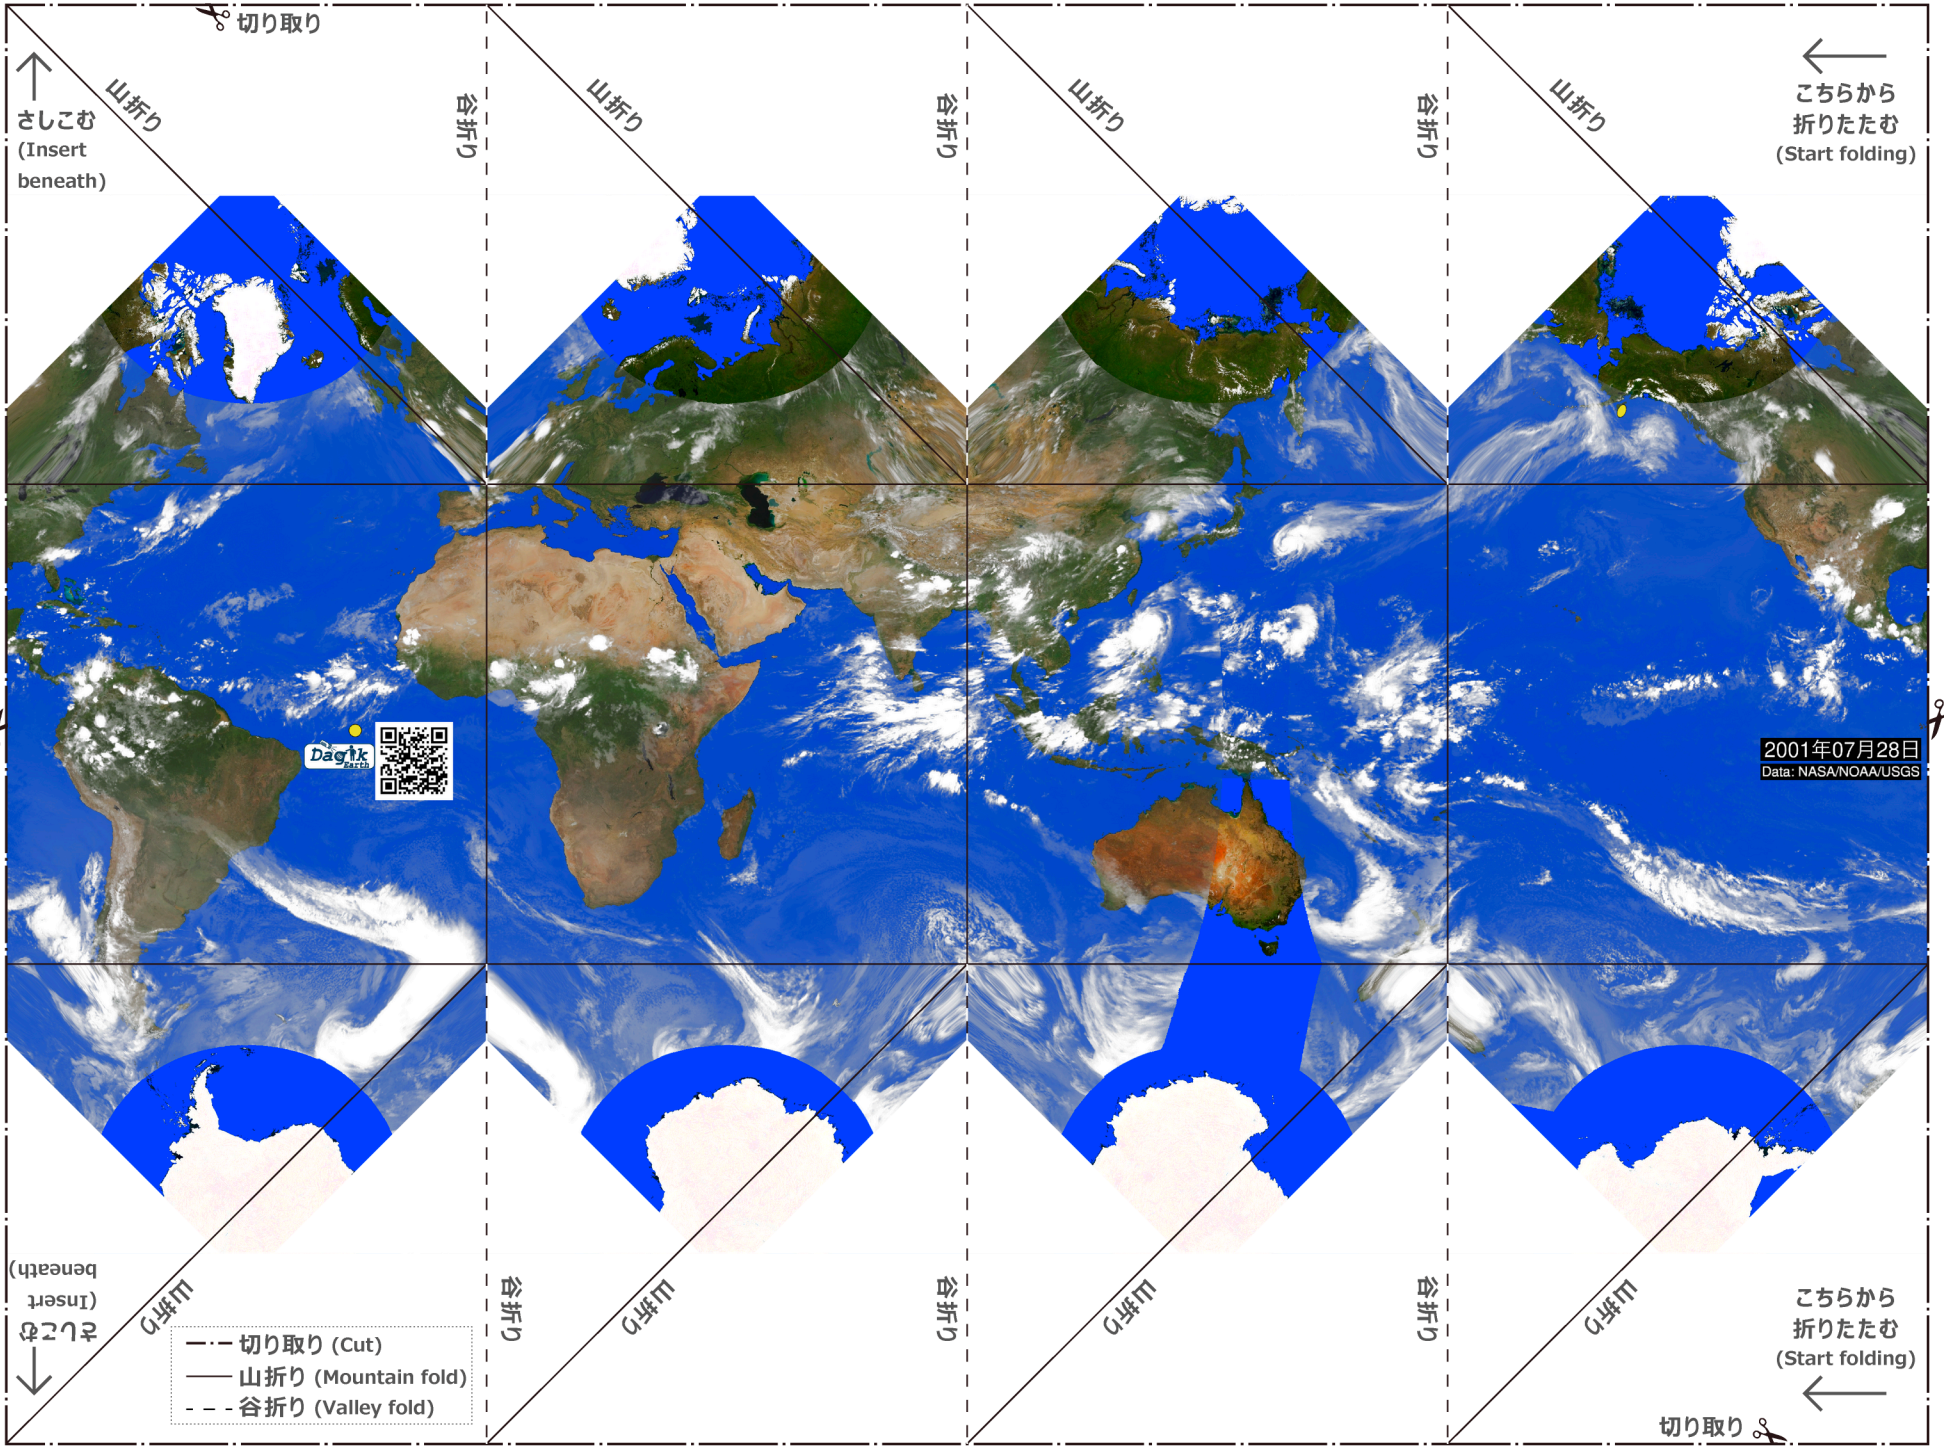 切り取り
さしこむ
(Insert
beneath)
山折り
谷折り
山折り
谷折り
山折り
谷折り
山折り
こちらから
折りたたむ
(Start folding)
Dagik
Earth
2001年07月28日
Data: NASA/NOAA/USGS
さしこむ
(Insert
beneath)
山折り
谷折り
山折り
谷折り
山折り
谷折り
山折り
こちらから
折りたたむ
(Start folding)
切り取り (Cut)
山折り (Mountain fold)
谷折り (Valley fold)
切り取り